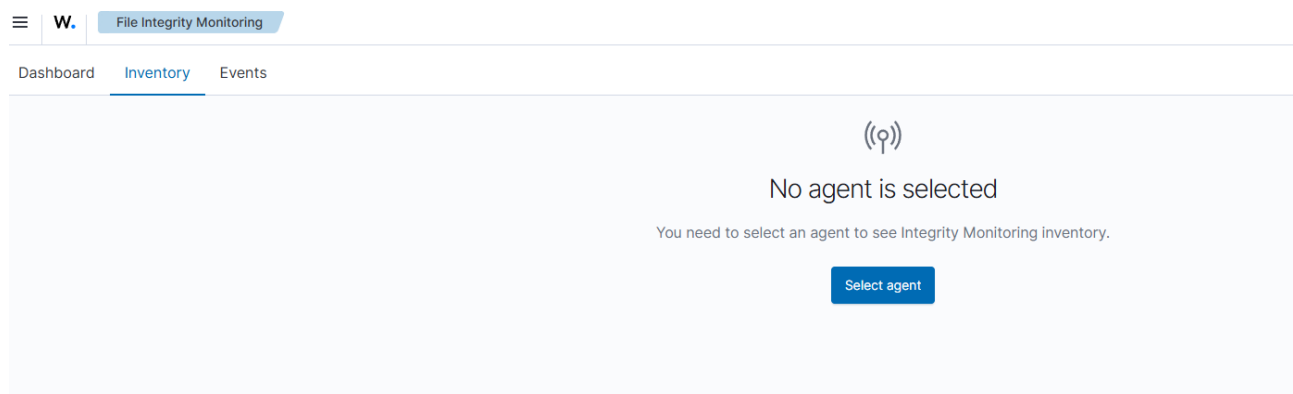 W. File Integrity Monitoring
Dashboard Inventory Events
No agent is selected
You need to select an agent to see Integrity Monitoring inventory.
Select agent